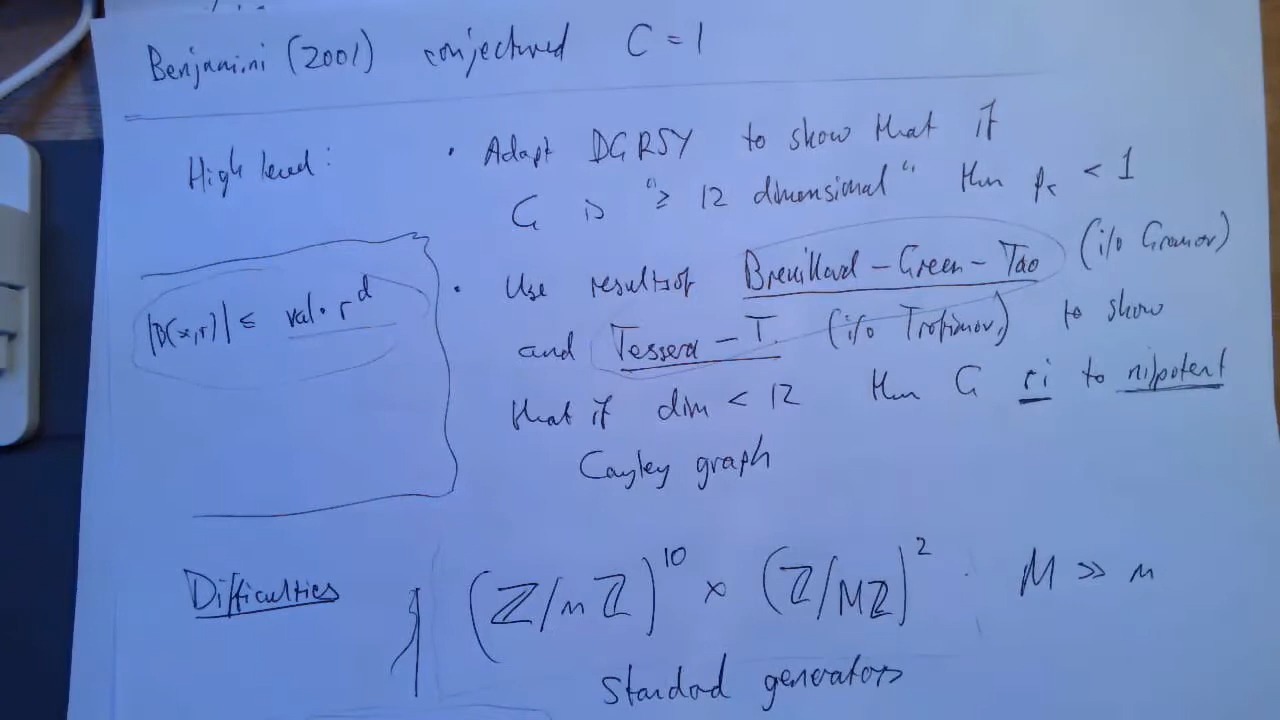 Benjamini (2001) conjectured C = 1
High level:
• Adapt DGRSY to show that if
G is "≥ 12 dimensional" then pc < 1
• Use results of Breuillard-Green-Tao (i/o Gromov)
and Tessera - T. (i/o Trofimov) to show
that if dim < 12 then G ri to nilpotent
Cayley graph
|B(x,r)| ≤ val · r^d
Difficulties
(ℤ/nℤ)^10 × (ℤ/Mℤ)^2 . M ≫ n
Standard generators